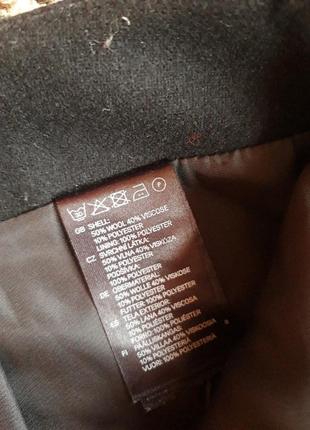 GB SHELL:
50% WOOL 40% VISCOSE
10% POLYESTER
LINING: 100% POLYESTER
CZ SVRCHNÍ LÁTKA:
50% VLNA 40% VISKÓZA
10% POLYESTER
PODŠÍVKA:
100% POLYESTER
DE OBERMATERIAL:
50% WOLLE 40% VISKOSE
10% POLYESTER
FUTTER: 100% POLYESTER
ES TELA EXTERIOR:
50% LANA 40% VISCOSA
10% POLIÉSTER
FORRO: 100% POLIÉSTER
FI PÄÄLLISKANGAS:
50% VILLAA 40% VISKOOSIA
10% POLYESTERIA
VUORI: 100% POLYESTERIA